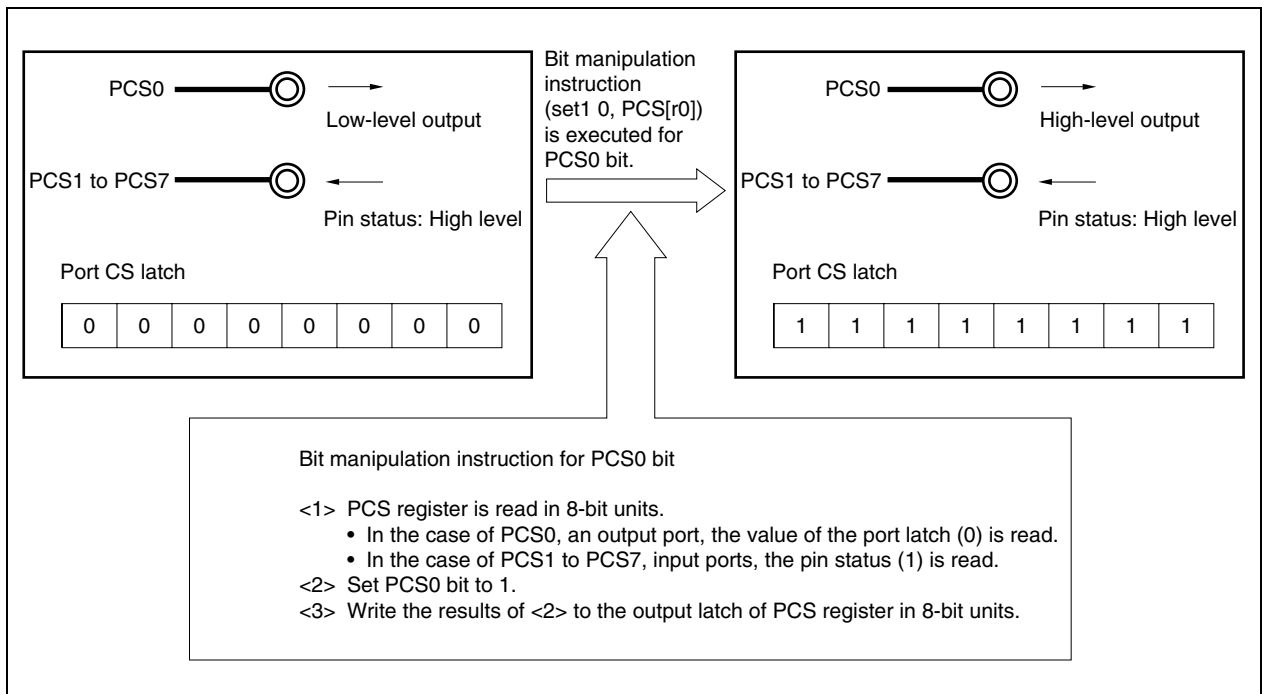 PCS0
Low-level output
PCS1 to PCS7
Pin status: High level
Port CS latch
0 0 0 0 0 0 0 0
Bit manipulation
instruction
(set1 0, PCS[r0])
is executed for
PCS0 bit.
PCS0
High-level output
PCS1 to PCS7
Pin status: High level
Port CS latch
1 1 1 1 1 1 1 1
Bit manipulation instruction for PCS0 bit
<1> PCS register is read in 8-bit units.
• In the case of PCS0, an output port, the value of the port latch (0) is read.
• In the case of PCS1 to PCS7, input ports, the pin status (1) is read.
<2> Set PCS0 bit to 1.
<3> Write the results of <2> to the output latch of PCS register in 8-bit units.